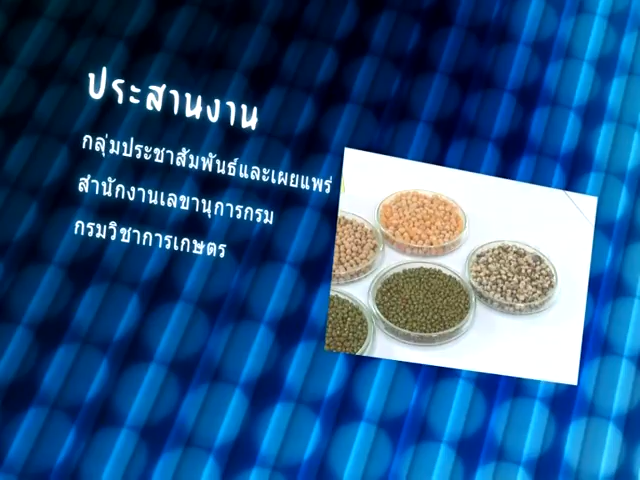 ประสานงาน
กลุ่มประชาสัมพันธ์และเผยแพร่
สำนักงานเลขานุการกรม
กรมวิชาการเกษตร